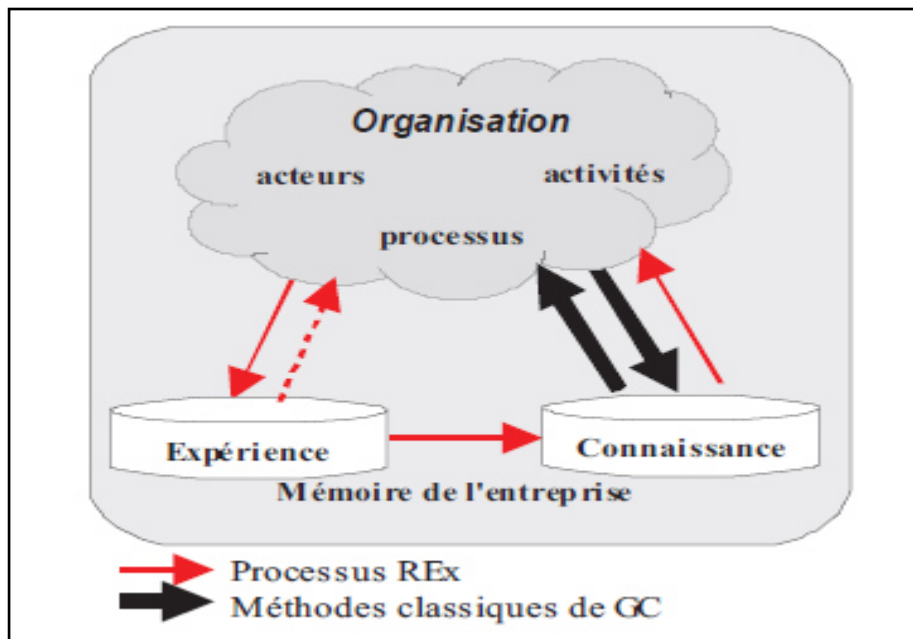 Organisation
acteurs
activités
processus
Expérience
Connaissance
Mémoire de l'entreprise
Processus REx
Méthodes classiques de GC